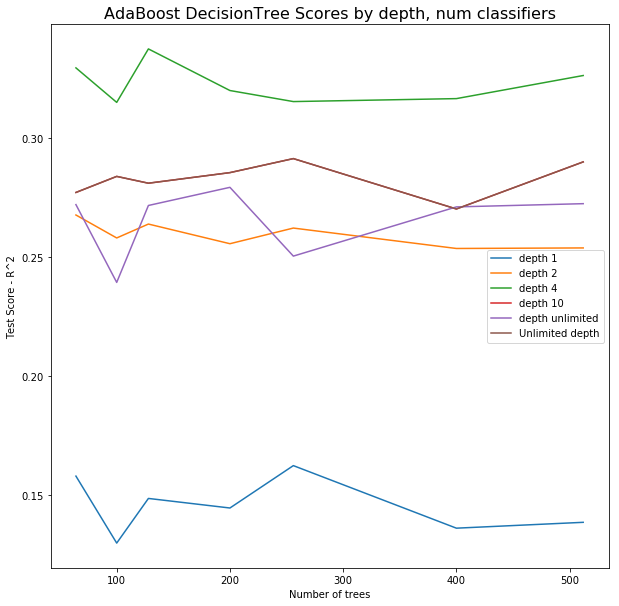 AdaBoost DecisionTree Scores by depth, num classifiers
Test Score - R^2
0.30
0.25
0.20
0.15
depth 1
depth 2
depth 4
depth 10
depth unlimited
Unlimited depth
100
200
300
400
500
Number of trees